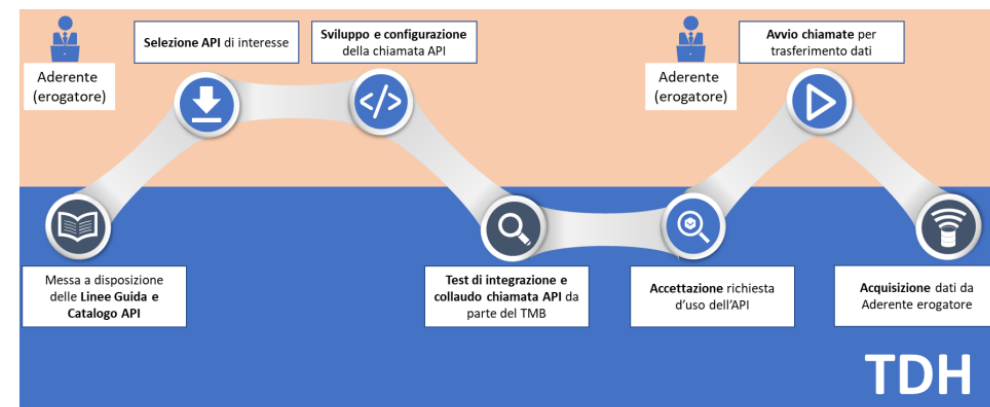 Aderente
(erogatore)
Selezione API di interesse
Sviluppo e configurazione
della chiamata API
Aderente
(erogatore)
Avvio chiamate per
trasferimento dati
</>
Messa a disposizione
delle Linee Guida e
Catalogo API
Test di integrazione e
collaudo chiamata API da
parte del TMB
Accettazione richiesta
d'uso dell'API
Acquisizione dati da
Aderente erogatore
TDH